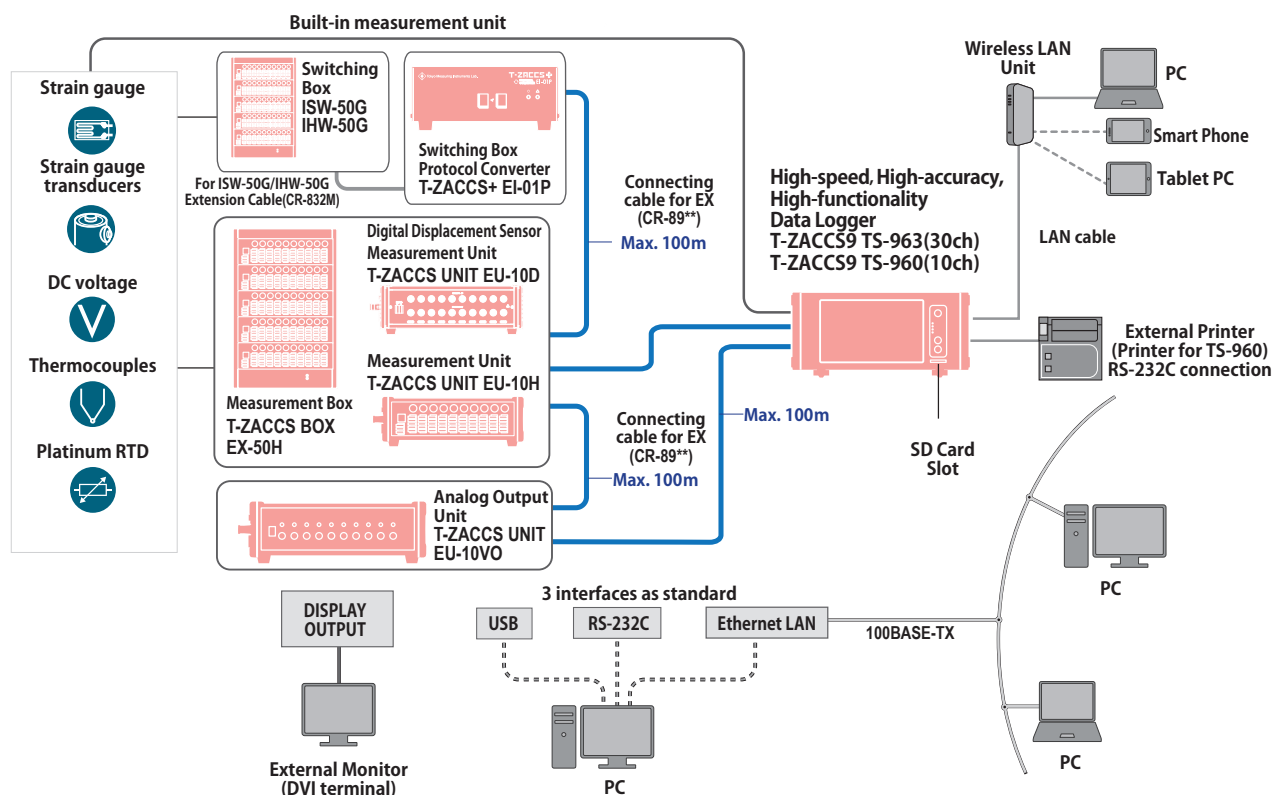 Built-in measurement unit
Strain gauge
Strain gauge
transducers
DC voltage
V
Thermocouples
Platinum RTD
Switching
Box
ISW-50G
IHW-50G
For ISW-50G/IHW-50G
Extension Cable(CR-832M)
T-ZACCS+
EI-01P
Switching Box
Protocol Converter
T-ZACCS+ EI-01P
Connecting
cable for EX
(CR-89**)
Max. 100m
Digital Displacement Sensor
Measurement Unit
T-ZACCS UNIT EU-10D
Measurement Unit
T-ZACCS UNIT EU-10H
Measurement Box
T-ZACCS BOX
EX-50H
Connecting
cable for EX
(CR-89**)
Max. 100m
Analog Output
Unit
T-ZACCS UNIT
EU-10VO
Max. 100m
High-speed, High-accuracy,
High-functionality
Data Logger
T-ZACCS9 TS-963(30ch)
T-ZACCS9 TS-960(10ch)
SD Card
Slot
Wireless LAN
Unit
PC
Smart Phone
Tablet PC
LAN cable
External Printer
(Printer for TS-960)
RS-232C connection
DISPLAY
OUTPUT
External Monitor
(DVI terminal)
3 interfaces as standard
USB
RS-232C
Ethernet LAN
100BASE-TX
PC
PC
PC